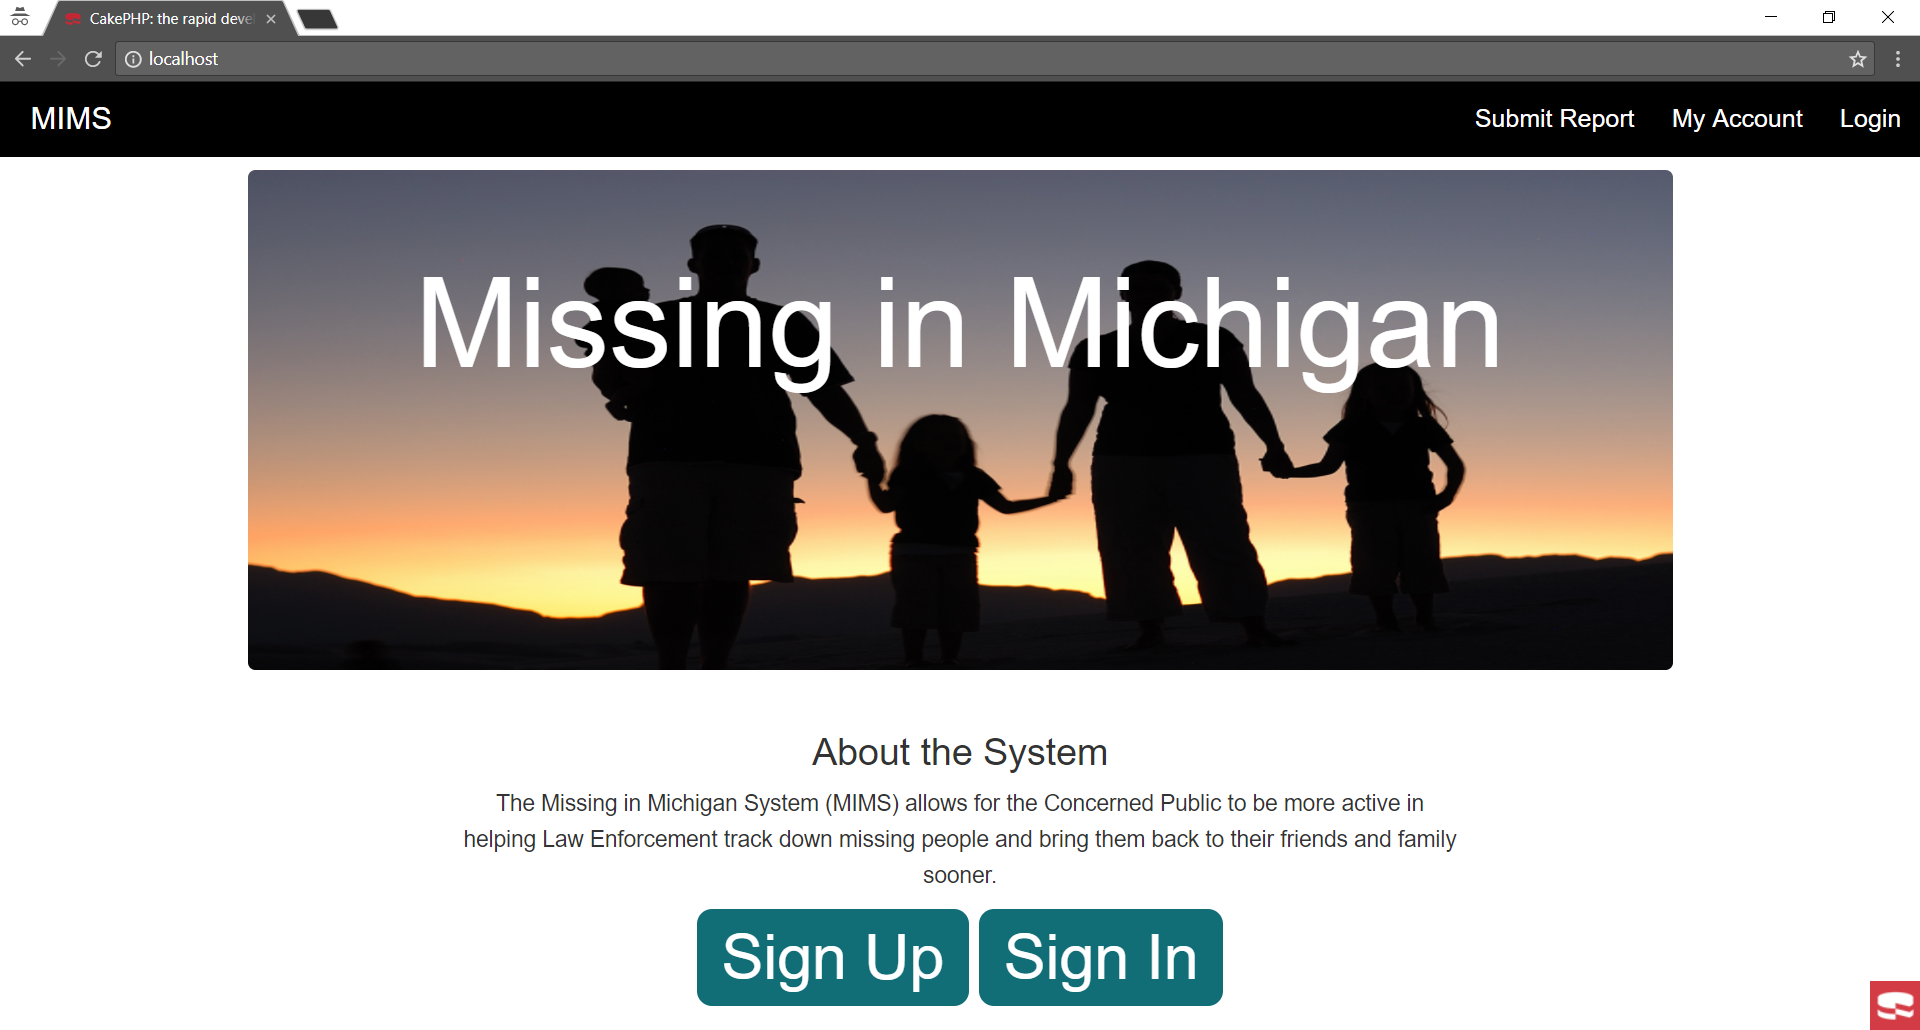 CakePHP: the rapid deve
localhost
MIMS
Submit Report
My Account
Login
Missing in Michigan
About the System
The Missing in Michigan System (MIMS) allows for the Concerned Public to be more active in
helping Law Enforcement track down missing people and bring them back to their friends and family
sooner.
Sign Up
Sign In